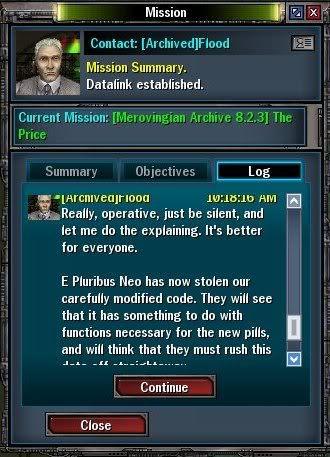 Mission
Contact: [Archived]Flood
Mission Summary.
Datalink established.
Current Mission: [Merovingian Archive 8.2.3] The
Price
Summary
Objectives
Log
[Archived]Flood 10:18:16 AM
Really, operative, just be silent, and
let me do the explaining. It's better
for everyone.
E Pluribus Neo has now stolen our
carefully modified code. They will see
that it has something to do with
functions necessary for the new pills,
and will think that they must rush this
data off straightaway
Continue
Close